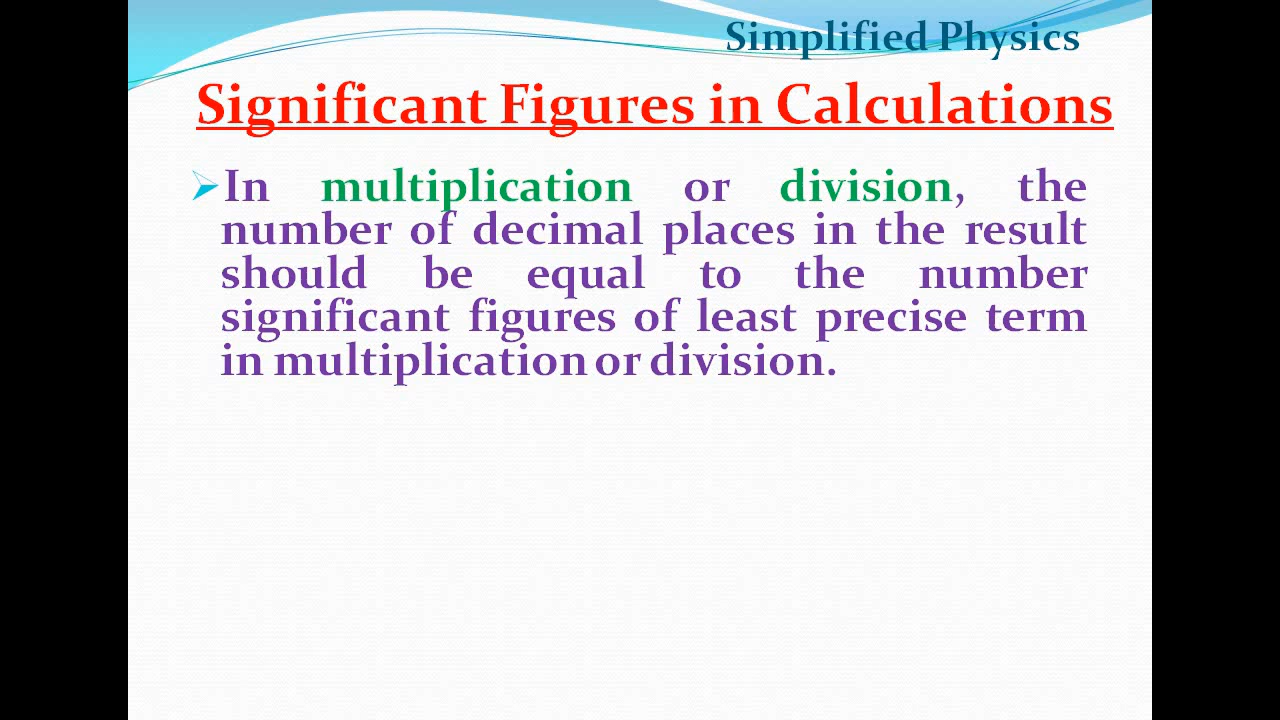 Simplified Physics
Significant Figures in Calculations
In multiplication or division, the
number of decimal places in the result
should be equal to the number
significant figures of least precise term
in multiplication or division.